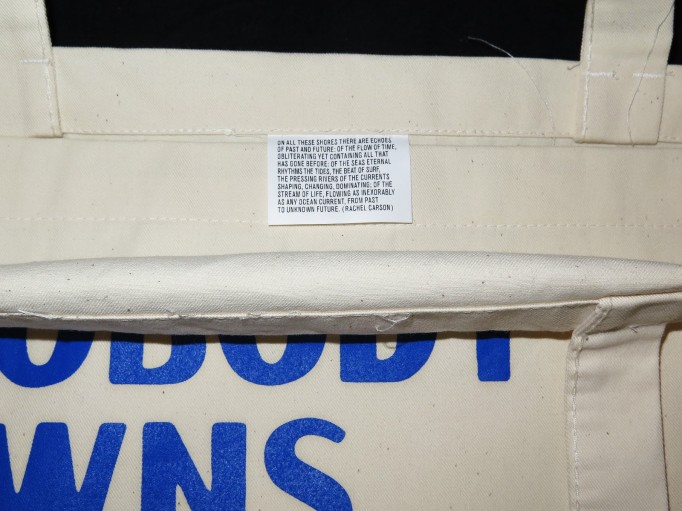 ON ALL THESE SHORES THERE ARE ECHOES
OF PAST AND FUTURE: OF THE FLOW OF TIME,
OBLITERATING YET CONTAINING ALL THAT
HAS GONE BEFORE; OF THE SEAS ETERNAL
RHYTHMS THE TIDES, THE BEAT OF SURF,
THE PRESSING RIVERS OF THE CURRENTS
SHAPING, CHANGING, DOMINATING; OF THE
STREAM OF LIFE, FLOWING AS INEXORABLY
AS ANY OCEAN CURRENT, FROM PAST
TO UNKNOWN FUTURE. (RACHEL CARSON)
OBODY
WNS